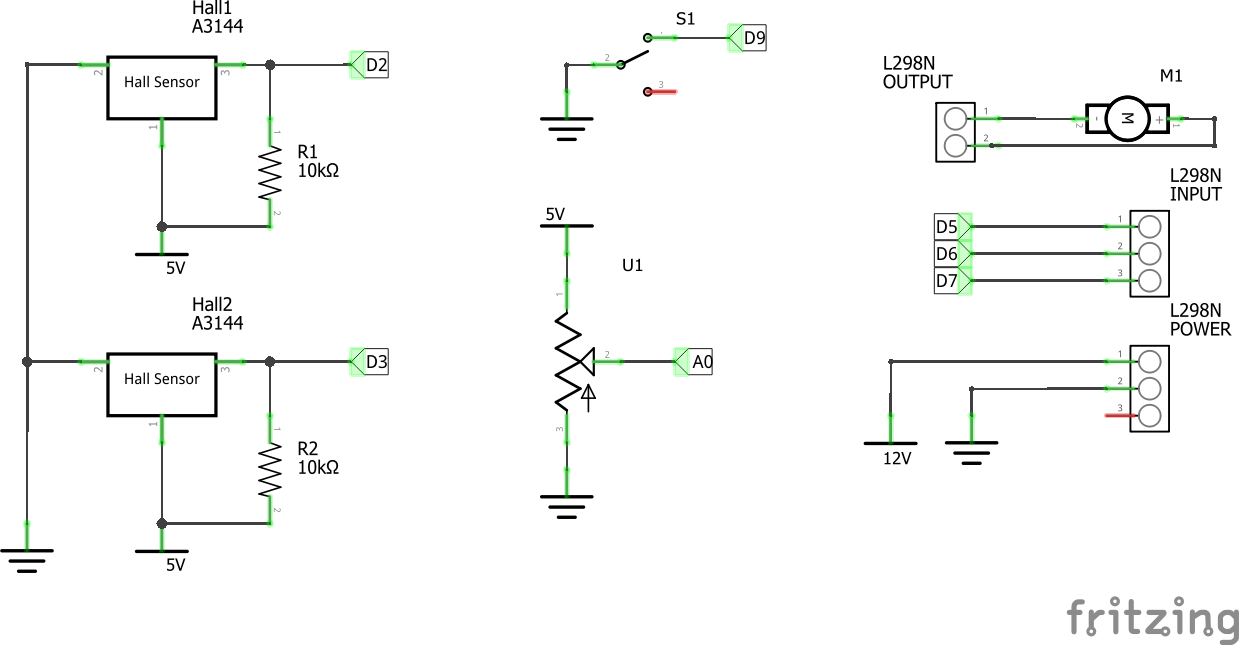 Hall1
A3144
Hall Sensor
2
3
1
D2
1
R1
10kΩ
2
5V
Hall2
A3144
Hall Sensor
2
3
1
D3
1
R2
10kΩ
2
5V
S1
1
D9
2
3
5V
U1
1
2
A0
3
L298N
OUTPUT
M1
1
2
2
-
M
+
1
L298N
INPUT
D5
1
D6
2
D7
3
L298N
POWER
1
2
3
12V
fritzing